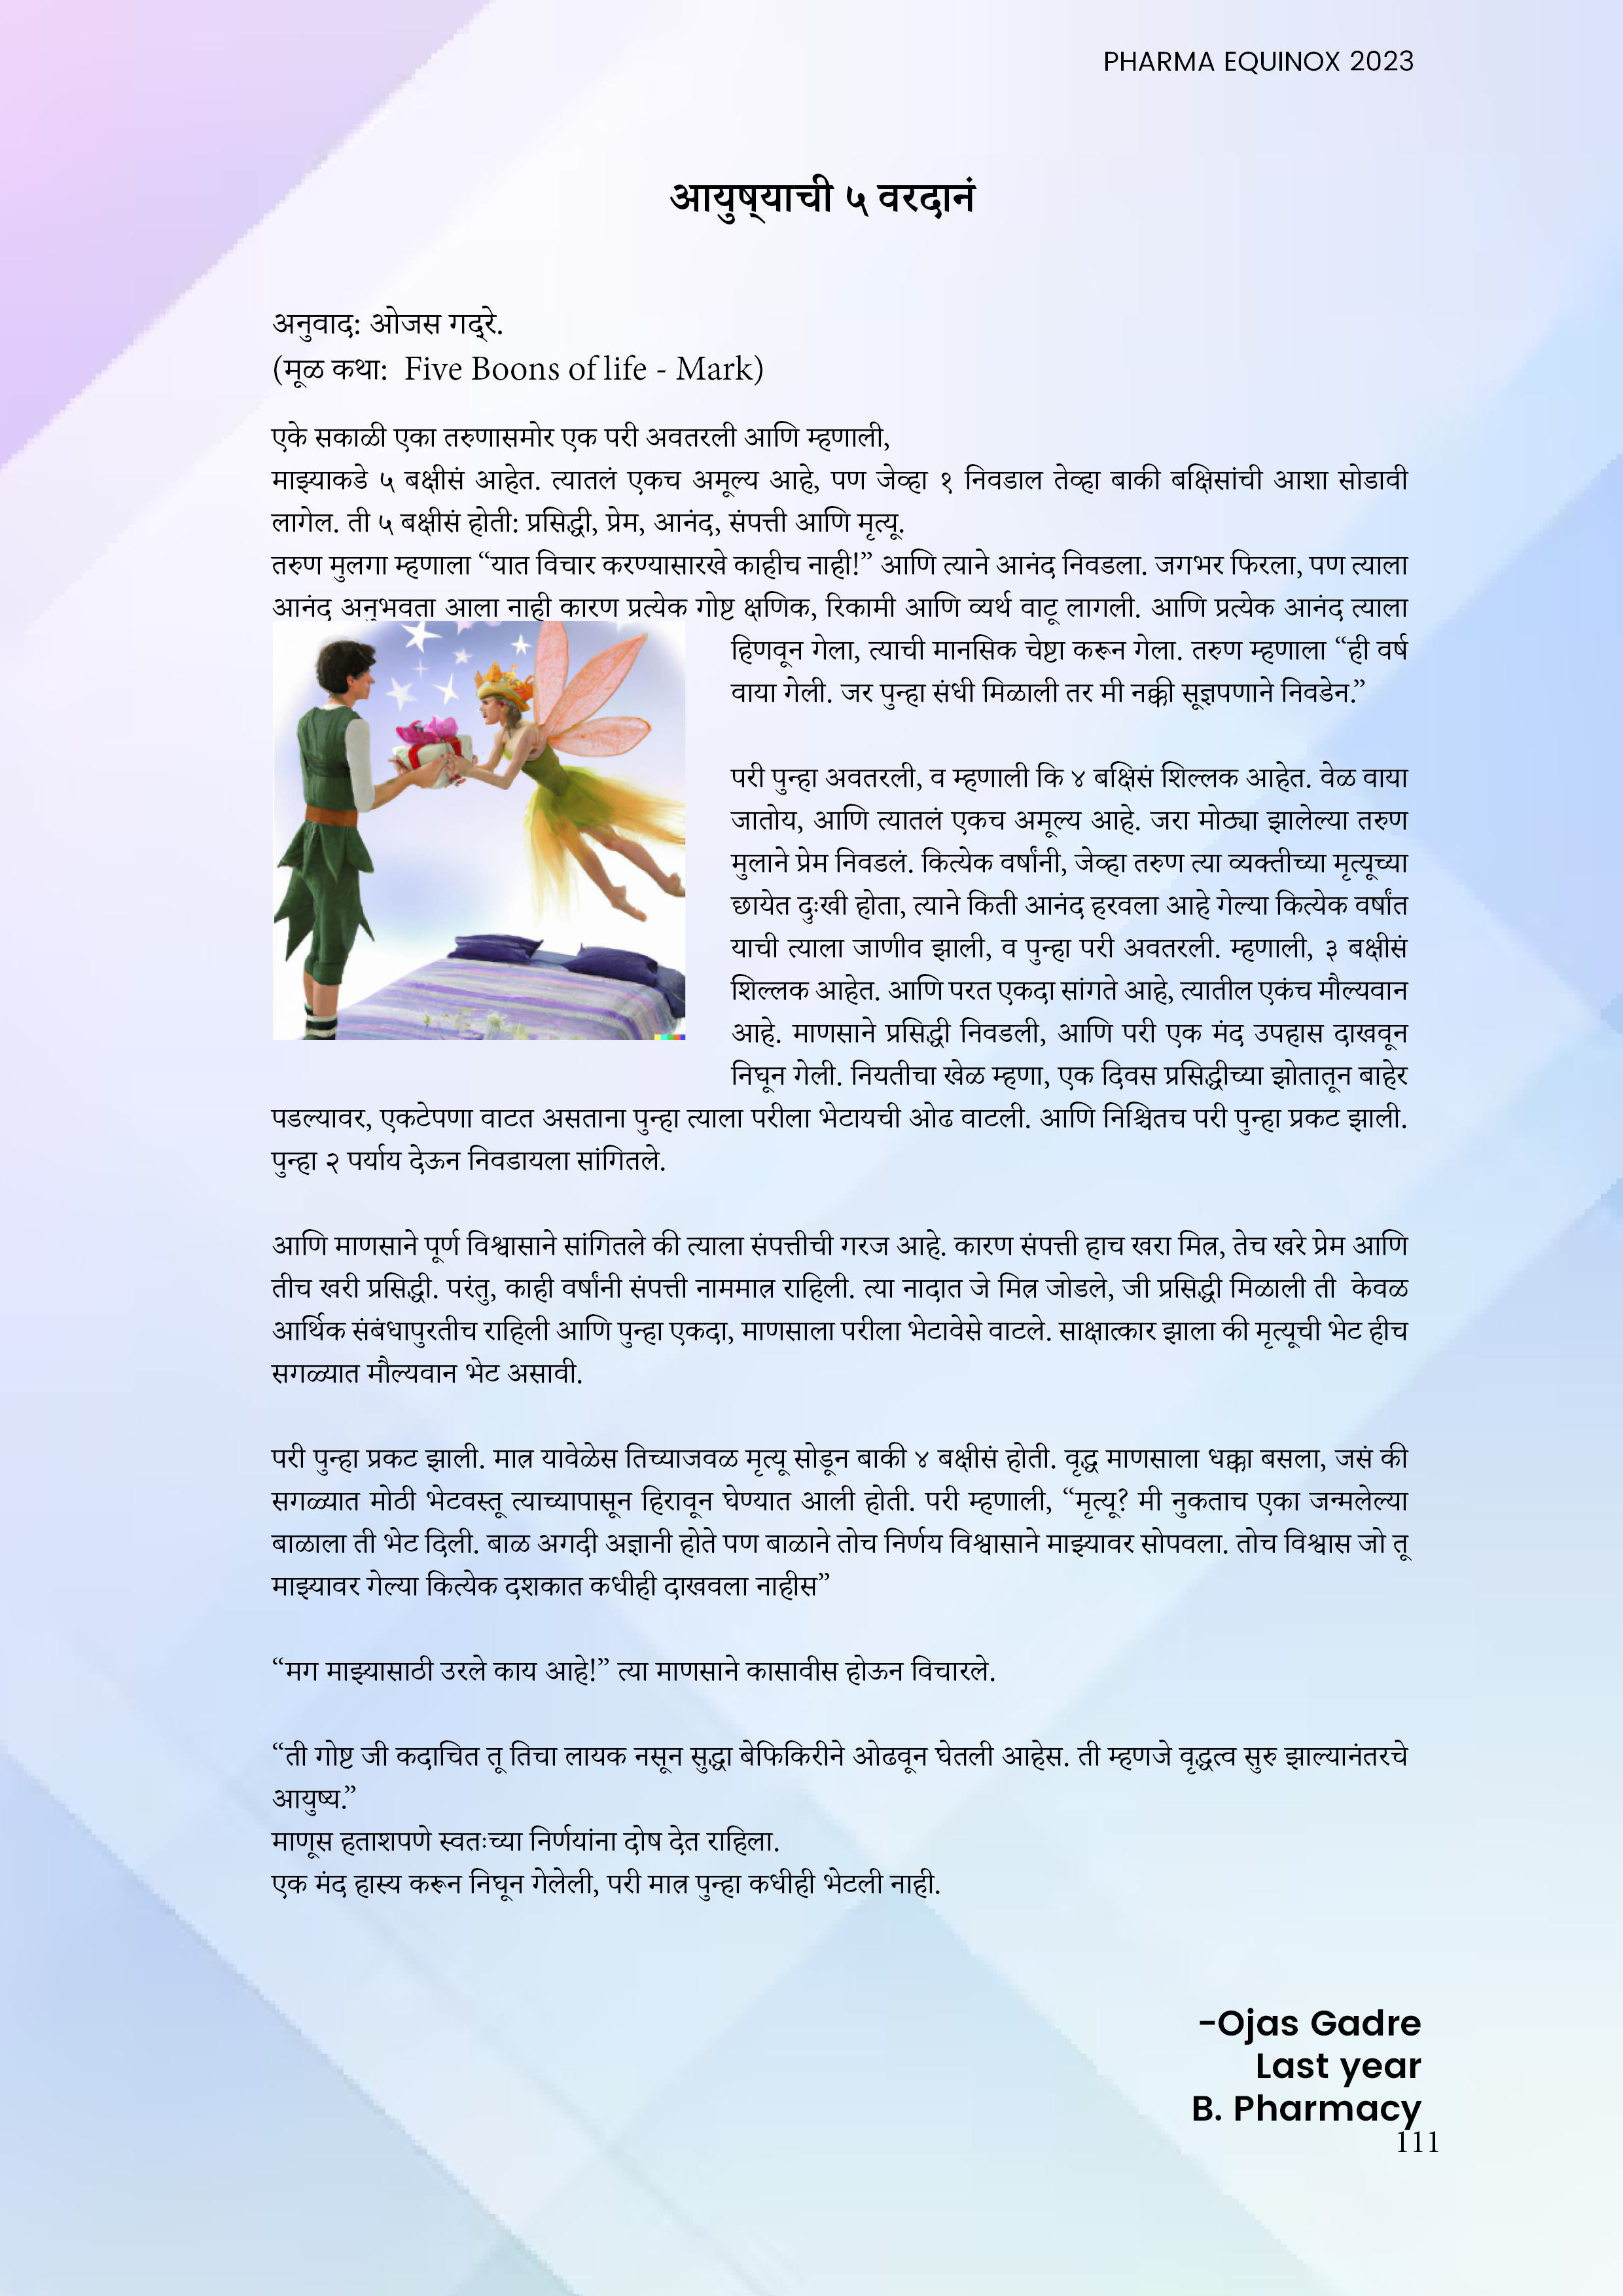 PHARMA EQUINOX 2023
आयुष्याची ५ वरदानं
अनुवाद: ओजस गद्रे.
(मूळ कथा: Five Boons of life - Mark)
एके सकाळी एका तरुणासमोर एक परी अवतरली आणि म्हणाली,
माझ्याकडे ५ बक्षीसं आहेत. त्यातलं एकच अमूल्य आहे, पण जेव्हा १ निवडाल तेव्हा बाकी बक्षिसांची आशा सोडावी
लागेल. ती ५ बक्षीसं होती: प्रसिद्धी, प्रेम, आनंद, संपत्ती आणि मृत्यू.
तरुण मुलगा म्हणाला “यात विचार करण्यासारखे काहीच नाही!” आणि त्याने आनंद निवडला. जगभर फिरला, पण त्याला
आनंद अनुभवता आला नाही कारण प्रत्येक गोष्ट क्षणिक, रिकामी आणि व्यर्थ वाटू लागली. आणि प्रत्येक आनंद त्याला
हिणवून गेला, त्याची मानसिक चेष्टा करून गेला. तरुण म्हणाला “ही वर्ष
वाया गेली. जर पुन्हा संधी मिळाली तर मी नक्की सूज्ञपणाने निवडेन.”
परी पुन्हा अवतरली, व म्हणाली कि ४ बक्षिसं शिल्लक आहेत. वेळ वाया
जातोय, आणि त्यातलं एकच अमूल्य आहे. जरा मोठ्या झालेल्या तरुण
मुलाने प्रेम निवडलं. कित्येक वर्षांनी, जेव्हा तरुण त्या व्यक्तीच्या मृत्यूच्या
छायेत दुःखी होता, त्याने किती आनंद हरवला आहे गेल्या कित्येक वर्षांत
याची त्याला जाणीव झाली, व पुन्हा परी अवतरली. म्हणाली, ३ बक्षीसं
शिल्लक आहेत. आणि परत एकदा सांगते आहे, त्यातील एकंच मौल्यवान
आहे. माणसाने प्रसिद्धी निवडली, आणि परी एक मंद उपहास दाखवून
निघून गेली. नियतीचा खेळ म्हणा, एक दिवस प्रसिद्धीच्या झोतातून बाहेर
पडल्यावर, एकटेपणा वाटत असताना पुन्हा त्याला परीला भेटायची ओढ वाटली. आणि निश्चितच परी पुन्हा प्रकट झाली.
पुन्हा २ पर्याय देऊन निवडायला सांगितले.
आणि माणसाने पूर्ण विश्वासाने सांगितले की त्याला संपत्तीची गरज आहे. कारण संपत्ती हाच खरा मित्र, तेच खरे प्रेम आणि
तीच खरी प्रसिद्धी. परंतु, काही वर्षांनी संपत्ती नाममात्र राहिली. त्या नादात जे मित्र जोडले, जी प्रसिद्धी मिळाली ती केवळ
आर्थिक संबंधापुरतीच राहिली आणि पुन्हा एकदा, माणसाला परीला भेटावेसे वाटले. साक्षात्कार झाला की मृत्यूची भेट हीच
सगळ्यात मौल्यवान भेट असावी.
परी पुन्हा प्रकट झाली. मात्र यावेळेस तिच्याजवळ मृत्यू सोडून बाकी ४ बक्षीसं होती. वृद्ध माणसाला धक्का बसला, जसं की
सगळ्यात मोठी भेटवस्तू त्याच्यापासून हिरावून घेण्यात आली होती. परी म्हणाली, “मृत्यू? मी नुकताच एका जन्मलेल्या
बाळाला ती भेट दिली. बाळ अगदी अज्ञानी होते पण बाळाने तोच निर्णय विश्वासाने माझ्यावर सोपवला. तोच विश्वास जो तू
माझ्यावर गेल्या कित्येक दशकात कधीही दाखवला नाहीस”
“मग माझ्यासाठी उरले काय आहे!” त्या माणसाने कासावीस होऊन विचारले.
“ती गोष्ट जी कदाचित तू तिचा लायक नसून सुद्धा बेफिकिरीने ओढवून घेतली आहेस. ती म्हणजे वृद्धत्व सुरु झाल्यानंतरचे
आयुष्य.”
माणूस हताशपणे स्वतःच्या निर्णयांना दोष देत राहिला.
एक मंद हास्य करून निघून गेलेली, परी मात्र पुन्हा कधीही भेटली नाही.
-Ojas Gadre
Last year
B. Pharmacy
111